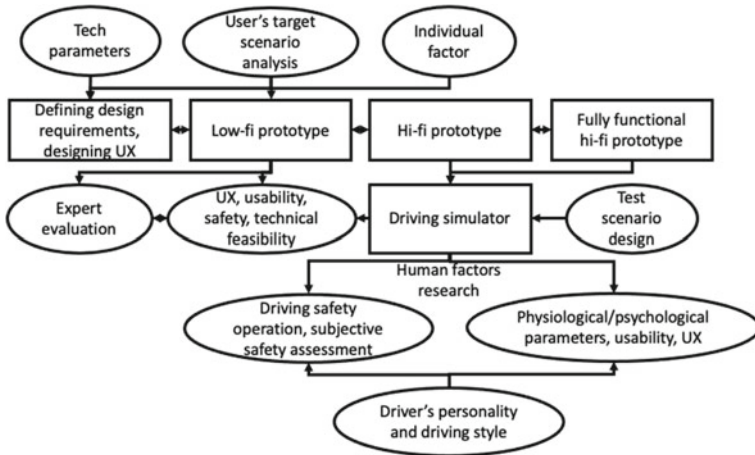 Tech
parameters
User's target
scenario
analysis
Individual
factor
Defining design
requirements,
designing UX
Low-fi prototype
Hi-fi prototype
Fully functional
hi-fi prototype
Expert
evaluation
UX, usability,
safety, technical
feasibility
Driving simulator
Test
scenario
design
Human factors
research
Driving safety
operation, subjective
safety assessment
Physiological/psychological
parameters, usability, UX
Driver's personality
and driving style